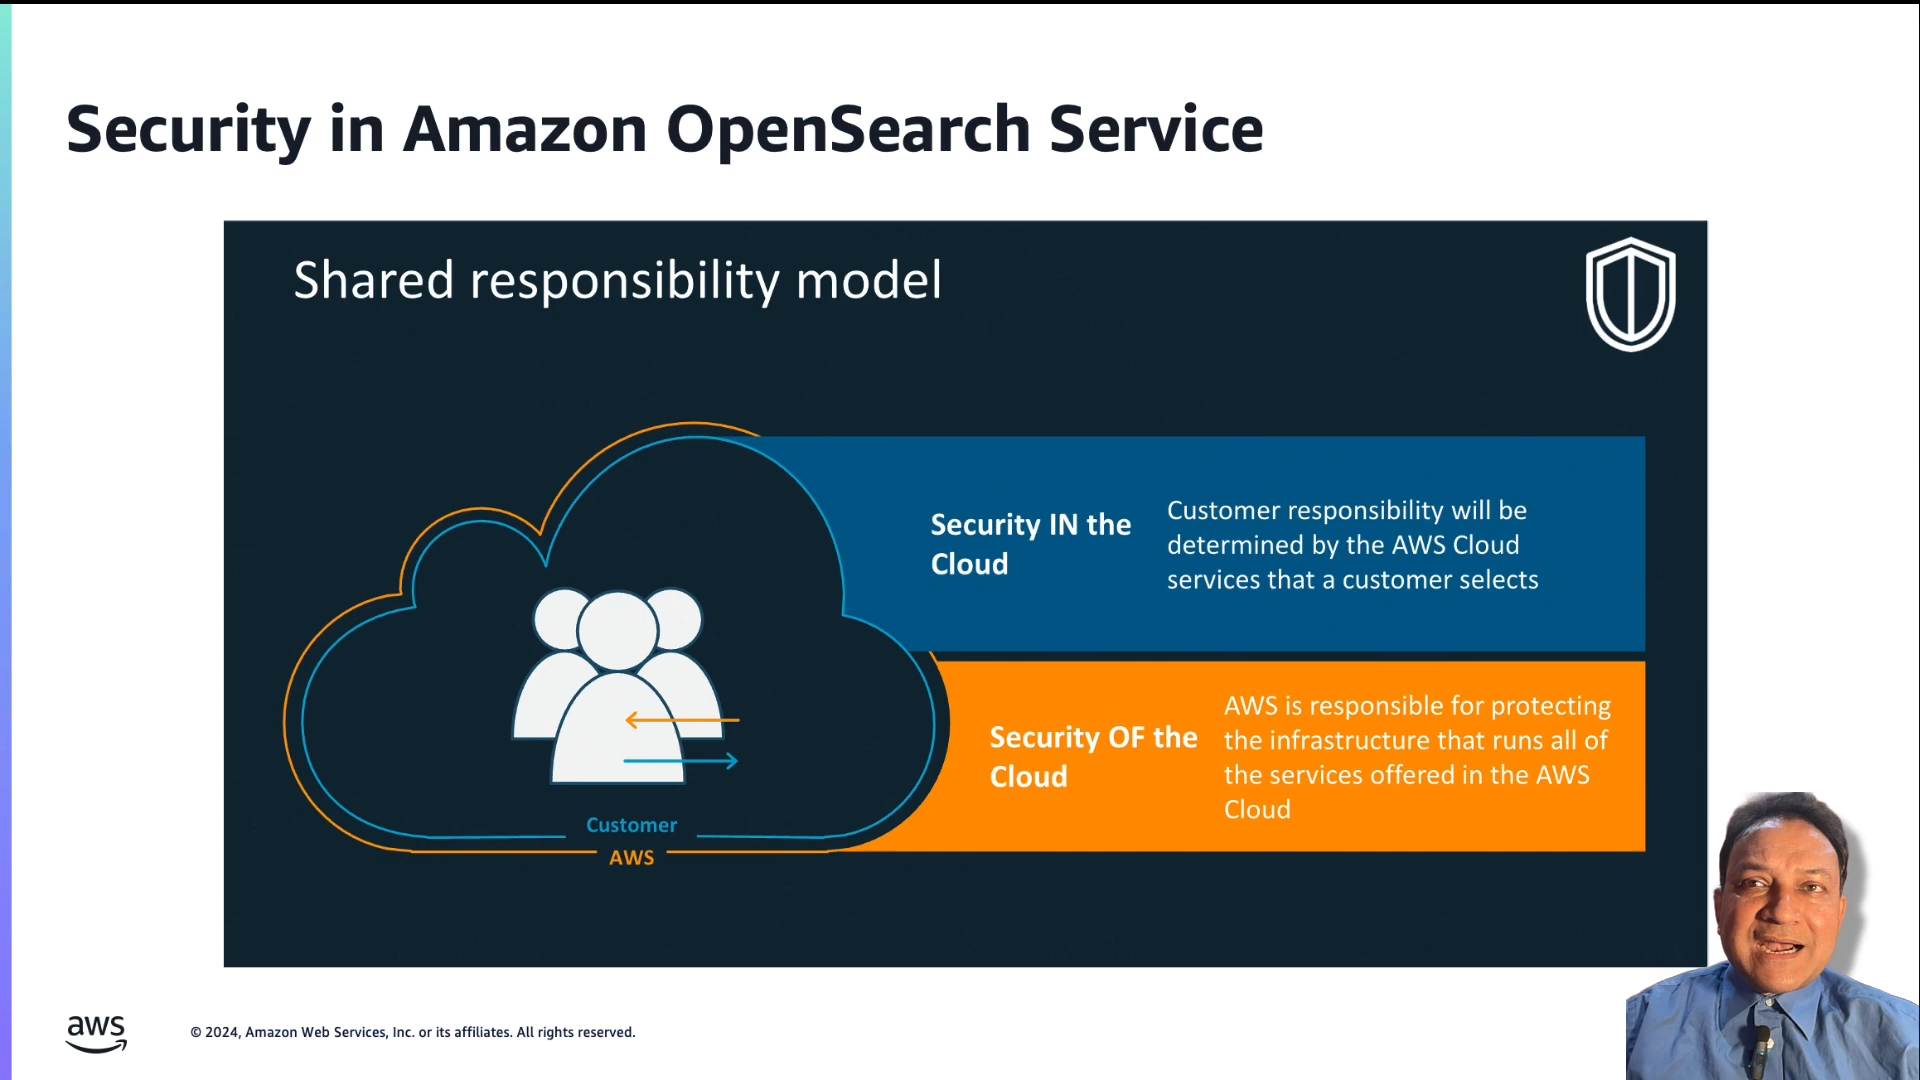 Security in Amazon OpenSearch Service
Shared responsibility model
Security IN the
Cloud
Customer responsibility will be
determined by the AWS Cloud
services that a customer selects
Security OF the
Cloud
AWS is responsible for protecting
the infrastructure that runs all of
the services offered in the AWS
Cloud
Customer
AWS
aws
© 2024, Amazon Web Services, Inc. or its affiliates. All rights reserved.